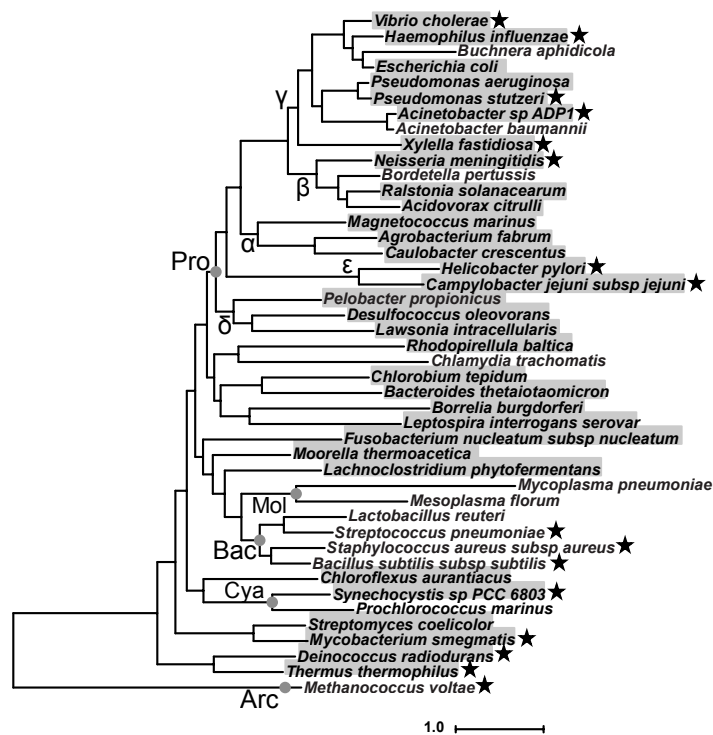 Vibrio cholerae ★
Haemophilus influenzae ★
Buchnera aphidicola
Escherichia coli
Pseudomonas aeruginosa
γ
Pseudomonas stutzeri ★
Acinetobacter sp ADP1 ★
Acinetobacter baumannii
Xylella fastidiosa ★
Neisseria meningitidis ★
Bordetella pertussis
β
Ralstonia solanacearum
Acidovorax citrulli
Magnetococcus marinus
α
Agrobacterium fabrum
Caulobacter crescentus
Pro
ε
Helicobacter pylori ★
Campylobacter jejuni subsp jejuni ★
Pelobacter propionicus
Desulfococcus oleovorans
δ
Lawsonia intracellularis
Rhodopirellula baltica
Chlamydia trachomatis
Chlorobium tepidum
Bacteroides thetaiotaomicron
Borrelia burgdorferi
Leptospira interrogans serovar
Fusobacterium nucleatum subsp nucleatum
Moorella thermoacetica
Lachnoclostridium phytofermentans
Mycoplasma pneumoniae
Mol
Mesoplasma florum
Lactobacillus reuteri
Streptococcus pneumoniae ★
Bac
Staphylococcus aureus subsp aureus ★
Bacillus subtilis subsp subtilis ★
Chloroflexus aurantiacus
Cya
Synechocystis sp PCC 6803 ★
Prochlorococcus marinus
Streptomyces coelicolor
Mycobacterium smegmatis ★
Deinococcus radiodurans ★
Thermus thermophilus ★
Arc
Methanococcus voltae ★
1.0